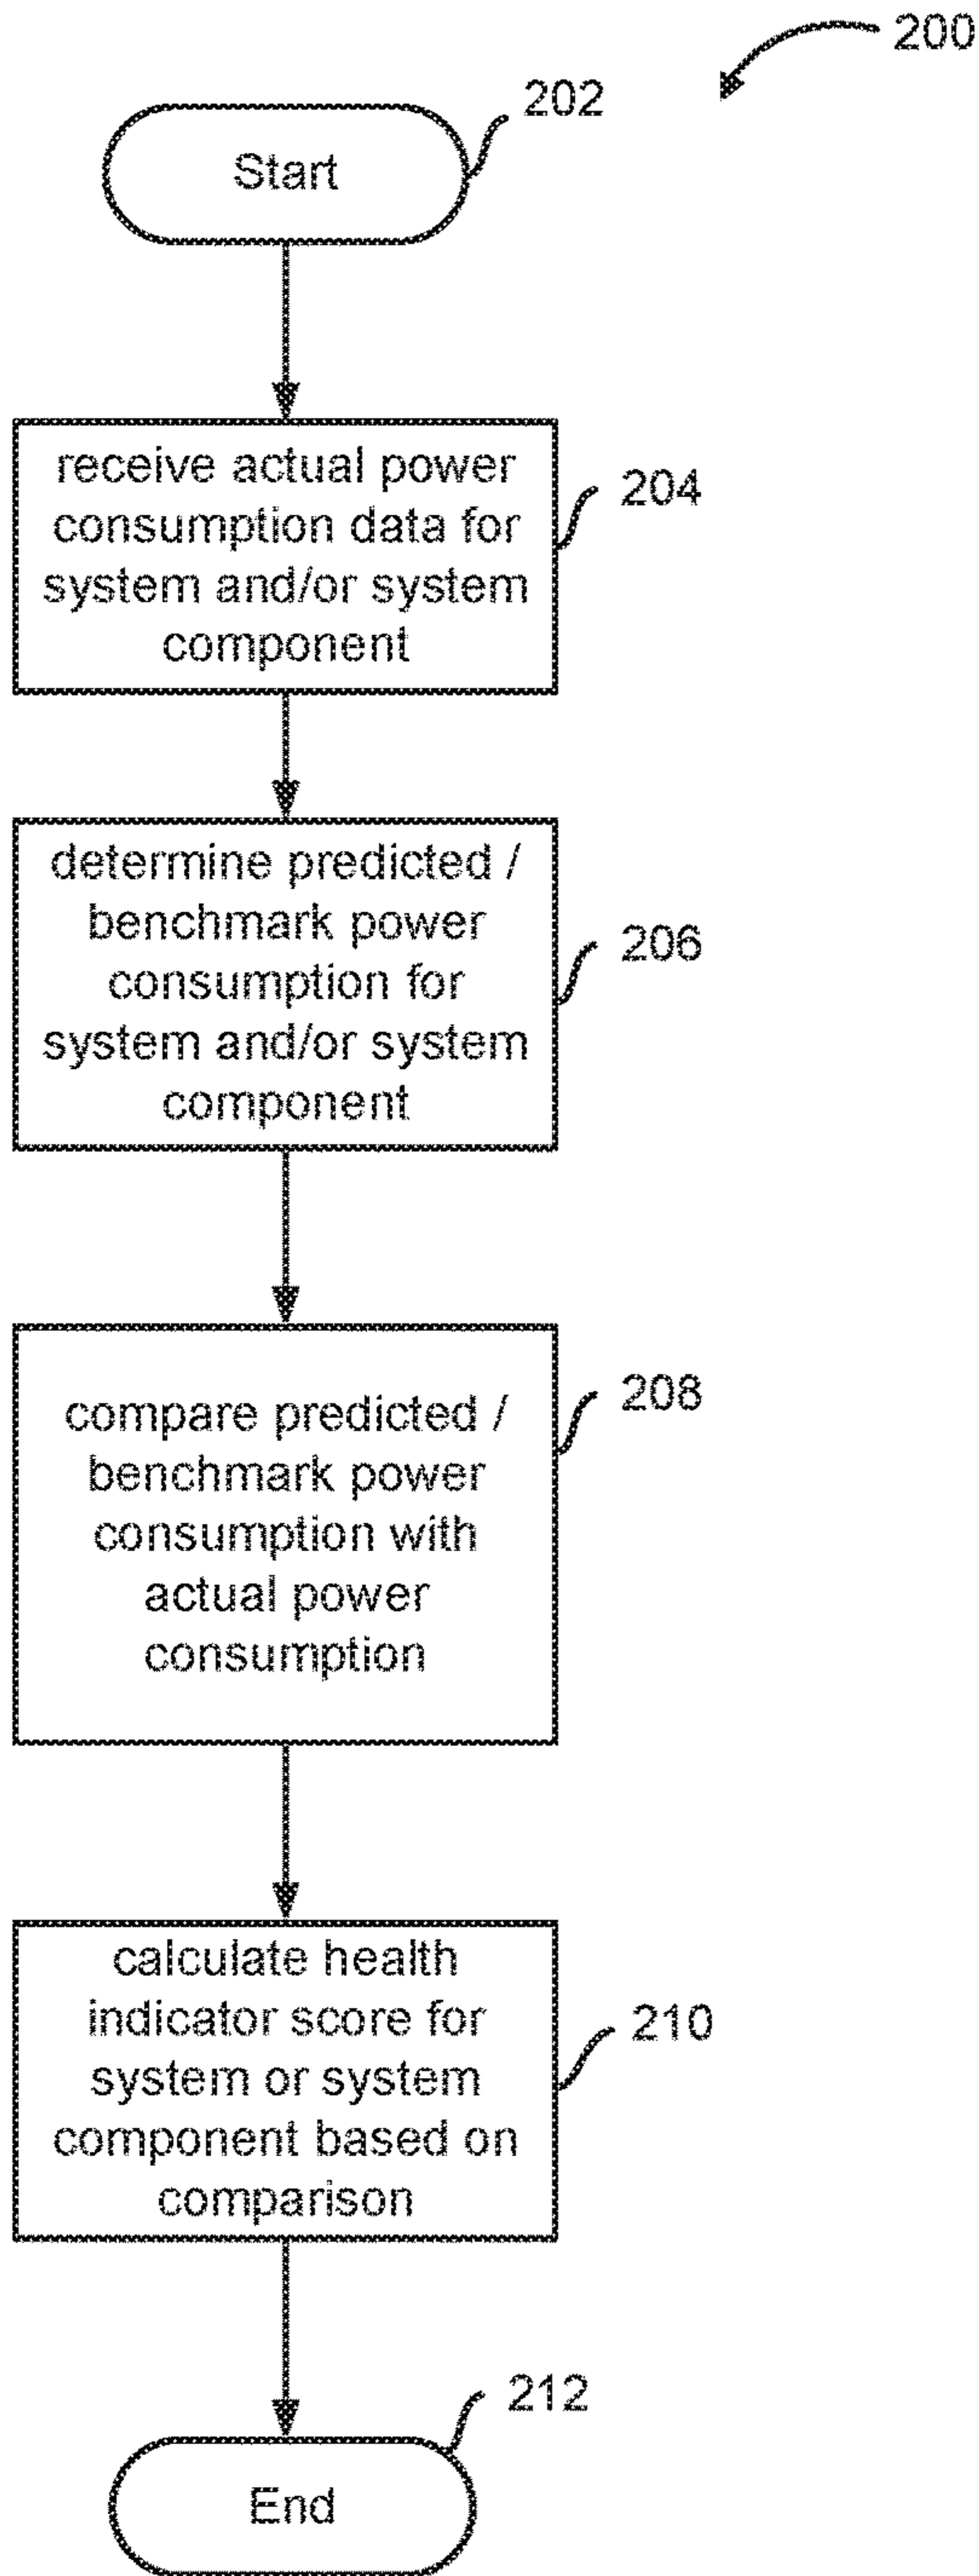 200
202
Start
receive actual power
consumption data for
system and/or system
component
204
determine predicted /
benchmark power
consumption for
system and/or system
component
206
compare predicted /
benchmark power
consumption with
actual power
consumption
208
calculate health
indicator score for
system or system
component based on
comparison
210
212
End